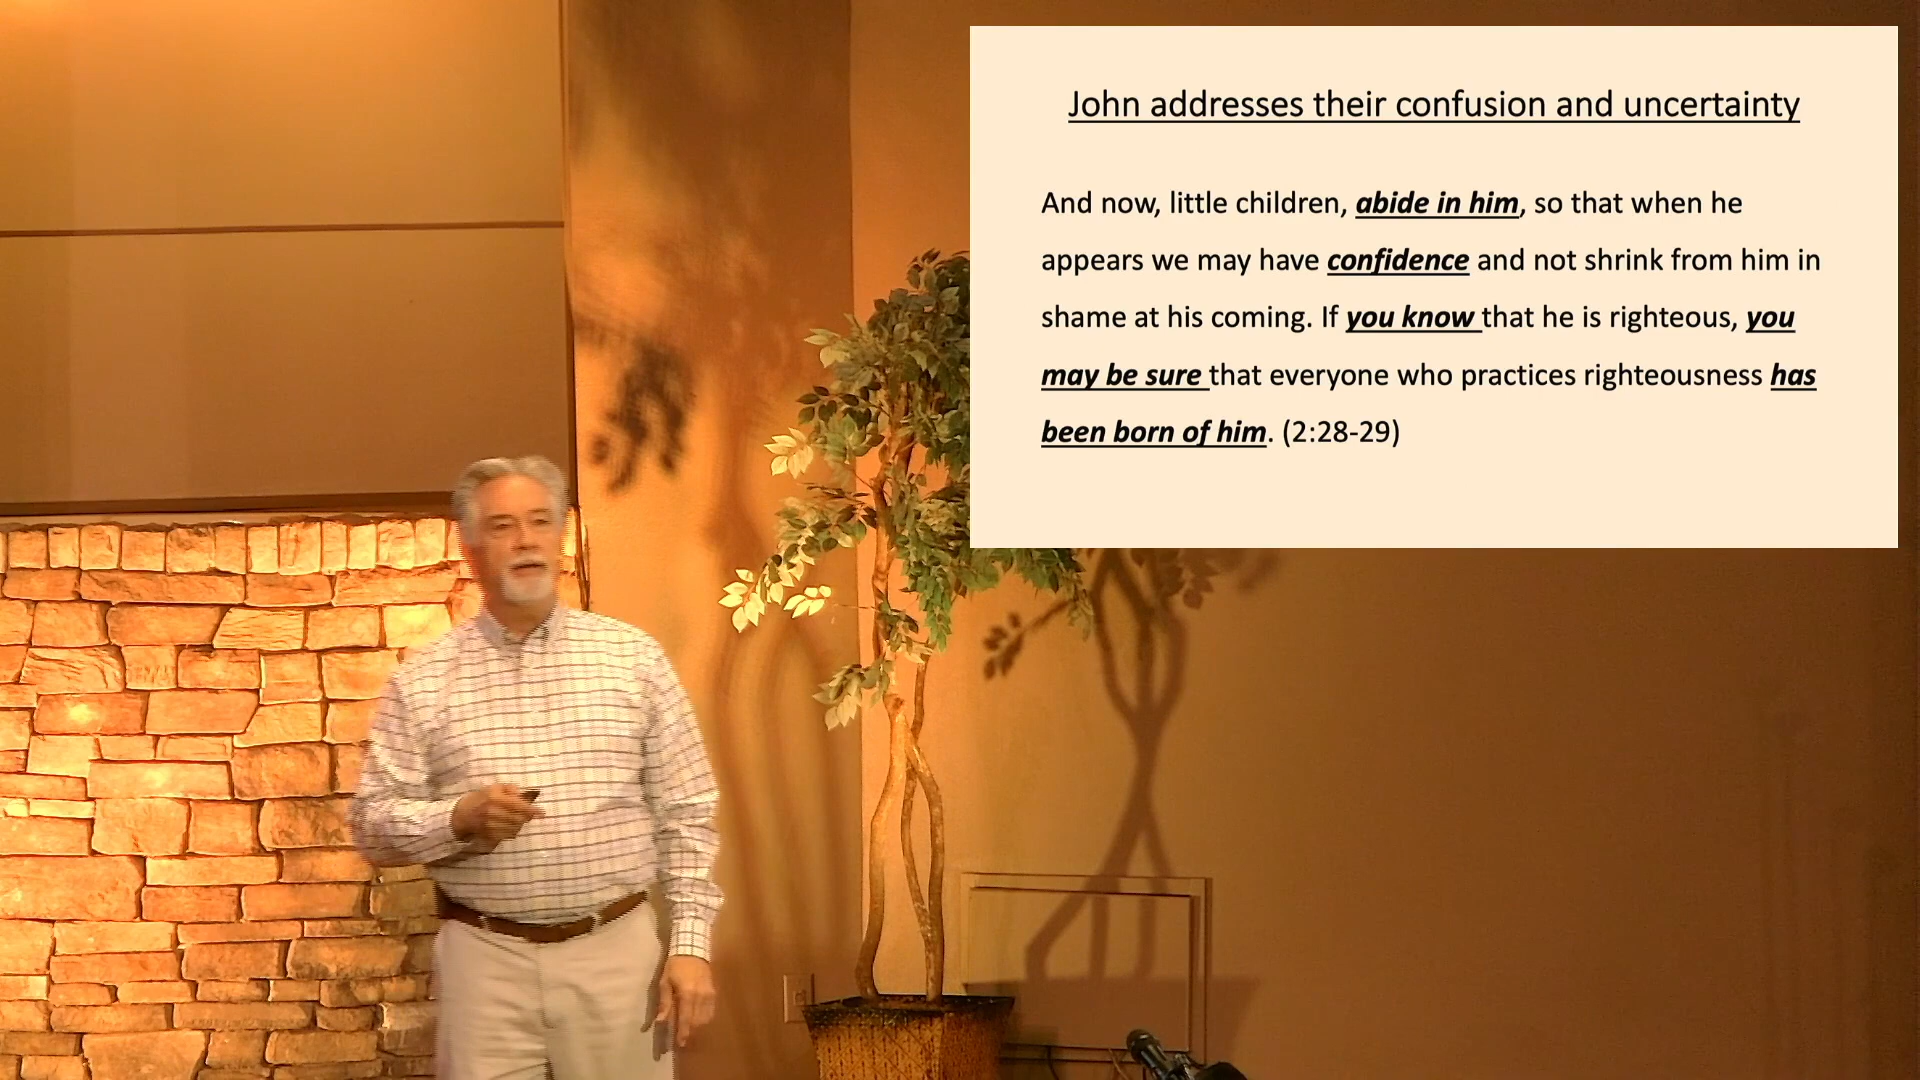 John addresses their confusion and uncertainty
And now, little children, abide in him, so that when he
appears we may have confidence and not shrink from him in
shame at his coming. If you know that he is righteous, you
may be sure that everyone who practices righteousness has
been born of him. (2:28-29)